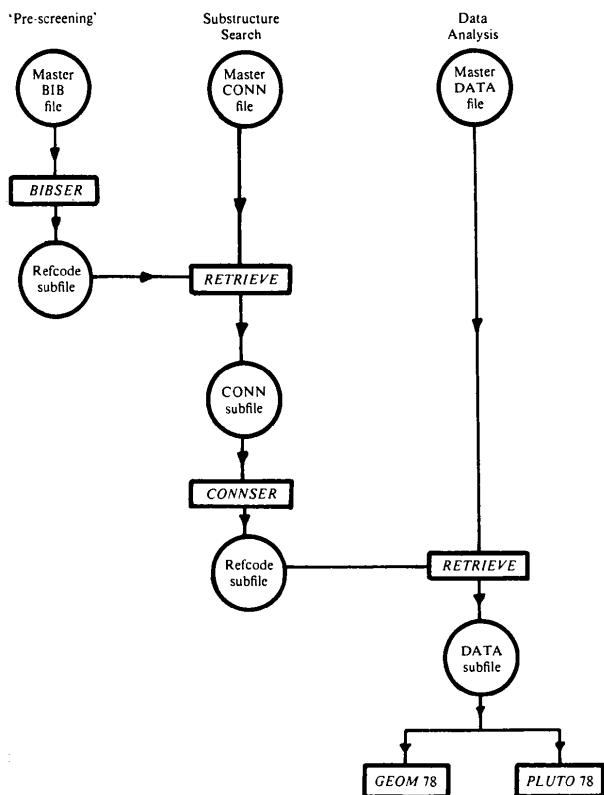 'Pre-screening'
Substructure
Search
Data
Analysis
Master
BIB
file
Master
CONN
file
Master
DATA
file
BIBSER
Refcode
subfile
RETRIEVE
CONN
subfile
CONNSER
Refcode
subfile
RETRIEVE
DATA
subfile
GEOM 78
PLUTO 78